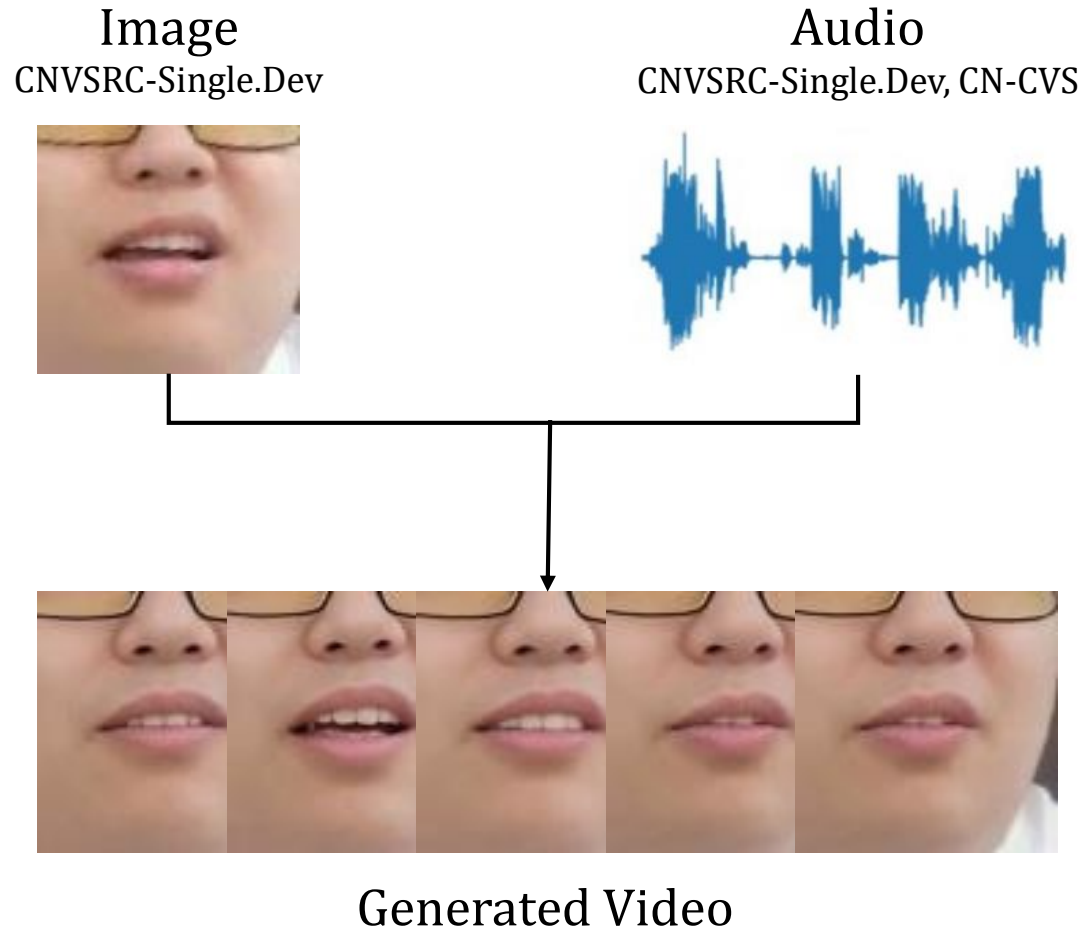 Image
CNVSRC-Single.Dev
Audio
CNVSRC-Single.Dev, CN-CVS
Generated Video